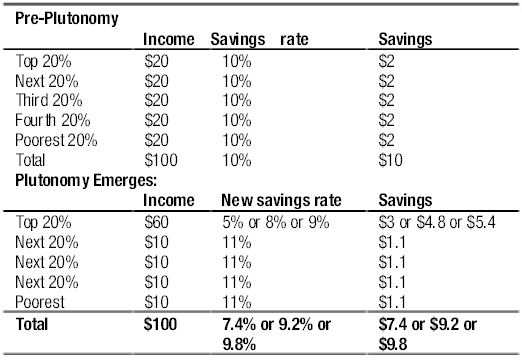 Pre-Plutonomy
Income Savings rate Savings
Top 20% $20 10% $2
Next 20% $20 10% $2
Third 20% $20 10% $2
Fourth 20% $20 10% $2
Poorest 20% $20 10% $2
Total $100 10% $10
Plutonomy Emerges:
Income New savings rate Savings
Top 20% $60 5% or 8% or 9% $3 or $4.8 or $5.4
Next 20% $10 11% $1.1
Next 20% $10 11% $1.1
Next 20% $10 11% $1.1
Poorest $10 11% $1.1
Total $100 7.4% or 9.2% or $7.4 or $9.2 or
9.8% $9.8